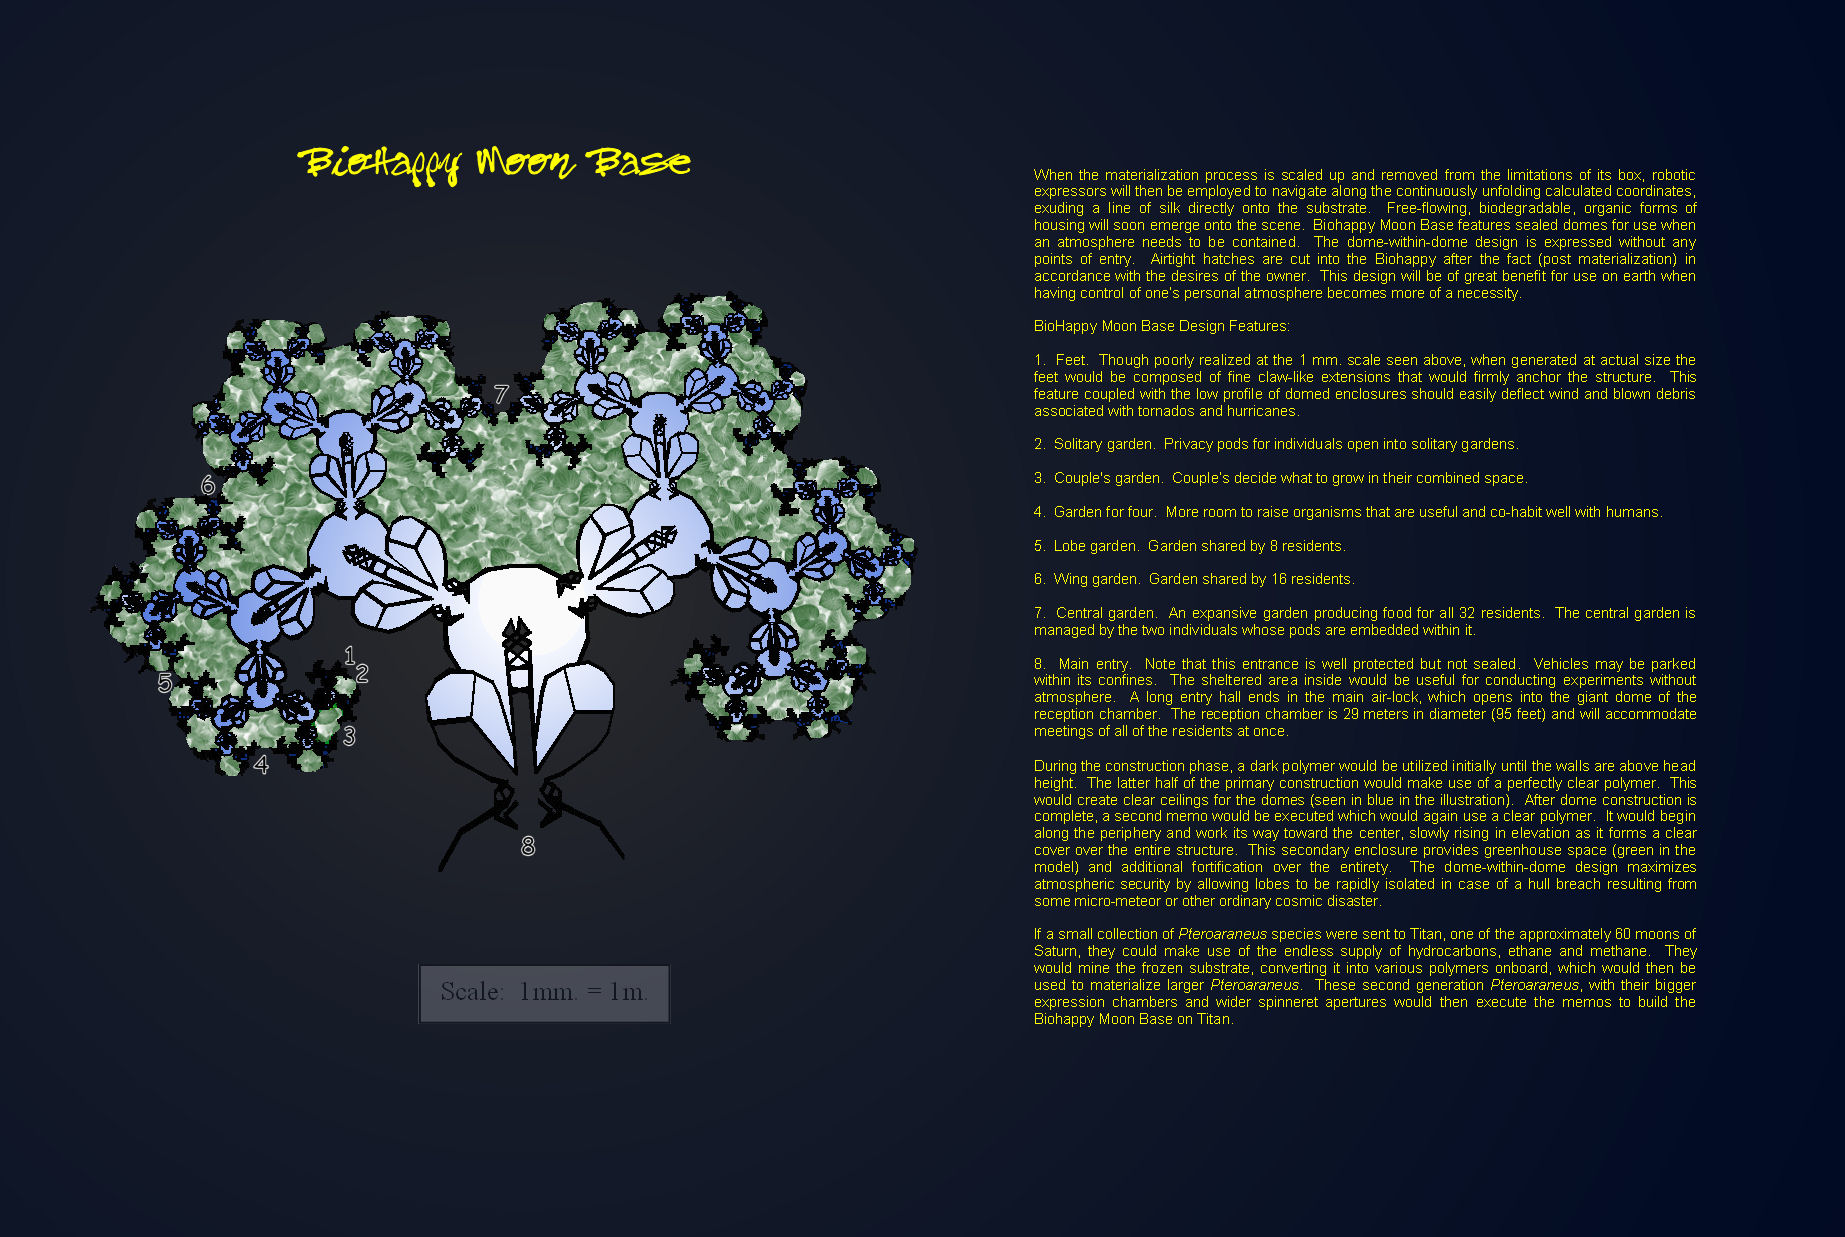 BioHappy Moon Base
When the materialization process is scaled up and removed from the limitations of its box, robotic
expressors will then be employed to navigate along the continuously unfolding calculated coordinates,
exuding a line of silk directly onto the substrate. Free-flowing, biodegradable, organic forms of
housing will soon emerge onto the scene. Biohappy Moon Base features sealed domes for use when
an atmosphere needs to be contained. The dome-within-dome design is expressed without any
points of entry. Airtight hatches are cut into the Biohappy after the fact (post materialization) in
accordance with the desires of the owner. This design will be of great benefit for use on earth when
having control of one's personal atmosphere becomes more of a necessity.
BioHappy Moon Base Design Features:
1. Feet. Though poorly realized at the 1 mm. scale seen above, when generated at actual size the
feet would be composed of fine claw-like extensions that would firmly anchor the structure. This
feature coupled with the low profile of domed enclosures should easily deflect wind and blown debris
associated with tornados and hurricanes.
2. Solitary garden. Privacy pods for individuals open into solitary gardens.
3. Couple's garden. Couple's decide what to grow in their combined space.
4. Garden for four. More room to raise organisms that are useful and co-habit well with humans.
5. Lobe garden. Garden shared by 8 residents.
6. Wing garden. Garden shared by 16 residents.
7. Central garden. An expansive garden producing food for all 32 residents. The central garden is
managed by the two individuals whose pods are embedded within it.
8. Main entry. Note that this entrance is well protected but not sealed. Vehicles may be parked
within its confines. The sheltered area inside would be useful for conducting experiments without
atmosphere. A long entry hall ends in the main air-lock, which opens into the giant dome of the
reception chamber. The reception chamber is 29 meters in diameter (95 feet) and will accommodate
meetings of all of the residents at once.
During the construction phase, a dark polymer would be utilized initially until the walls are above head
height. The latter half of the primary construction would make use of a perfectly clear polymer. This
would create clear ceilings for the domes (seen in blue in the illustration). After dome construction is
complete, a second memo would be executed which would again use a clear polymer. It would begin
along the periphery and work its way toward the center, slowly rising in elevation as it forms a clear
cover over the entire structure. This secondary enclosure provides greenhouse space (green in the
model) and additional fortification over the entirety. The dome-within-dome design maximizes
atmospheric security by allowing lobes to be rapidly isolated in case of a hull breach resulting from
some micro-meteor or other ordinary cosmic disaster.
If a small collection of Pteroaraneus species were sent to Titan, one of the approximately 60 moons of
Saturn, they could make use of the endless supply of hydrocarbons, ethane and methane. They
would mine the frozen substrate, converting it into various polymers onboard, which would then be
used to materialize larger Pteroaraneus. These second generation Pteroaraneus, with their bigger
expression chambers and wider spinneret apertures would then execute the memos to build the
Biohappy Moon Base on Titan.
7
6
1
2
5
3
4
8
Scale: 1mm. = 1m.